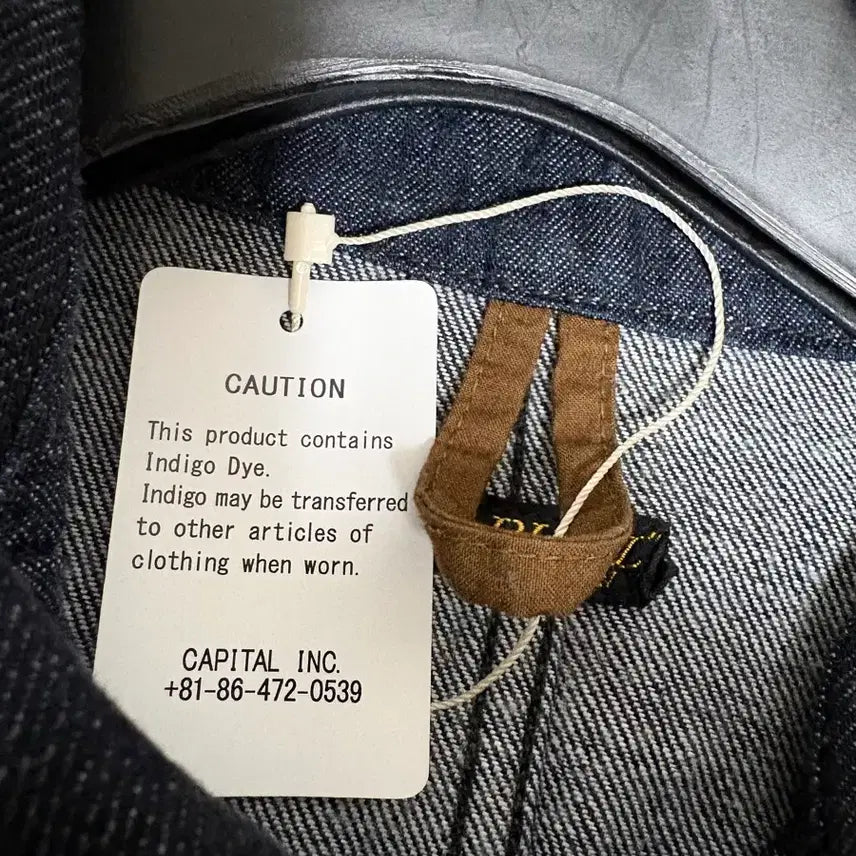 CAUTION
This product contains
Indigo Dye.
Indigo may be transferred
to other articles of
clothing when worn.
CAPITAL INC.
+81-86-472-0539